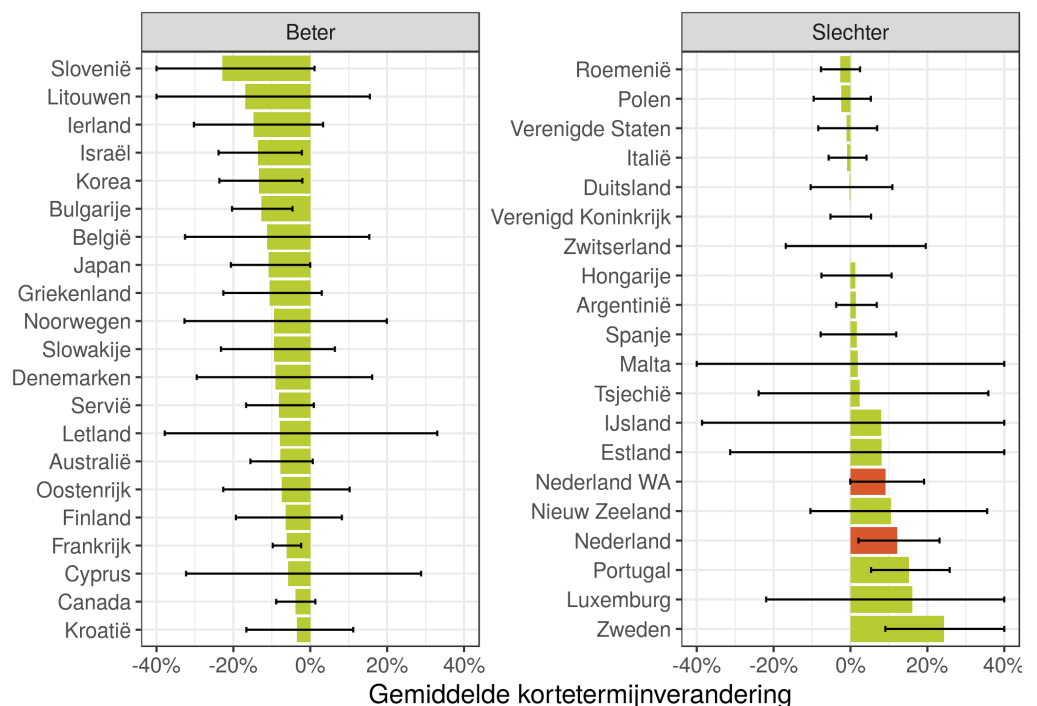 Beter
Slovenië
Litouwen
Ierland
Israël
Korea
Bulgarije
België
Japan
Griekenland
Noorwegen
Slowakije
Denemarken
Servië
Letland
Australië
Oostenrijk
Finland
Frankrijk
Cyprus
Canada
Kroatië
-40% -20% 0% 20% 40%
Slechter
Roemenië
Polen
Verenigde Staten
Italië
Duitsland
Verenigd Koninkrijk
Zwitserland
Hongarije
Argentinië
Spanje
Malta
Tsjechië
IJsland
Estland
Nederland WA
Nieuw Zeeland
Nederland
Portugal
Luxemburg
Zweden
-40% -20% 0% 20% 40%
Gemiddelde kortetermijnverandering